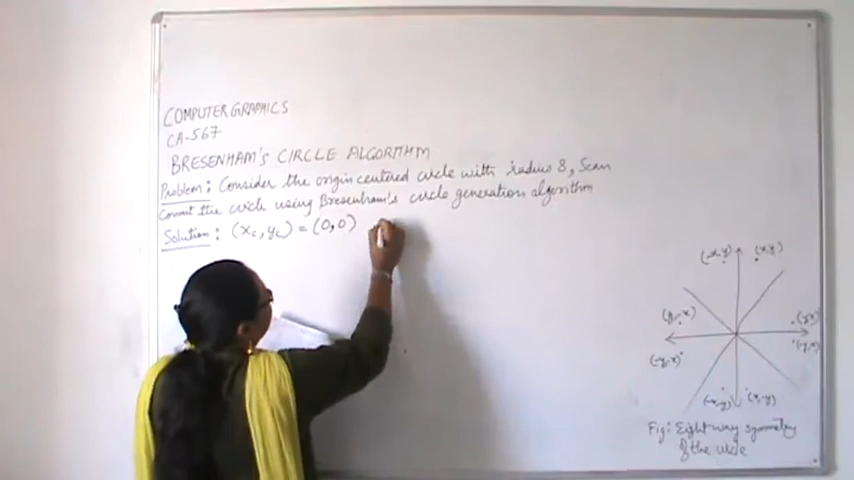 COMPUTER GRAPHICS
CA-567
BRESENHAM'S CIRCLE ALGORITHM
Problem: Consider the origin centered circle with radius 8, Scan
Convert the circle using Bresenham's circle generation algorithm
Solution: (xc, yc) = (0,0)
(-x,y) (x,y)
(y,x)
(-y,-x) (y,-x)
(-x,-y) (x,-y)
Fig: Eight way symmetry
of the circle